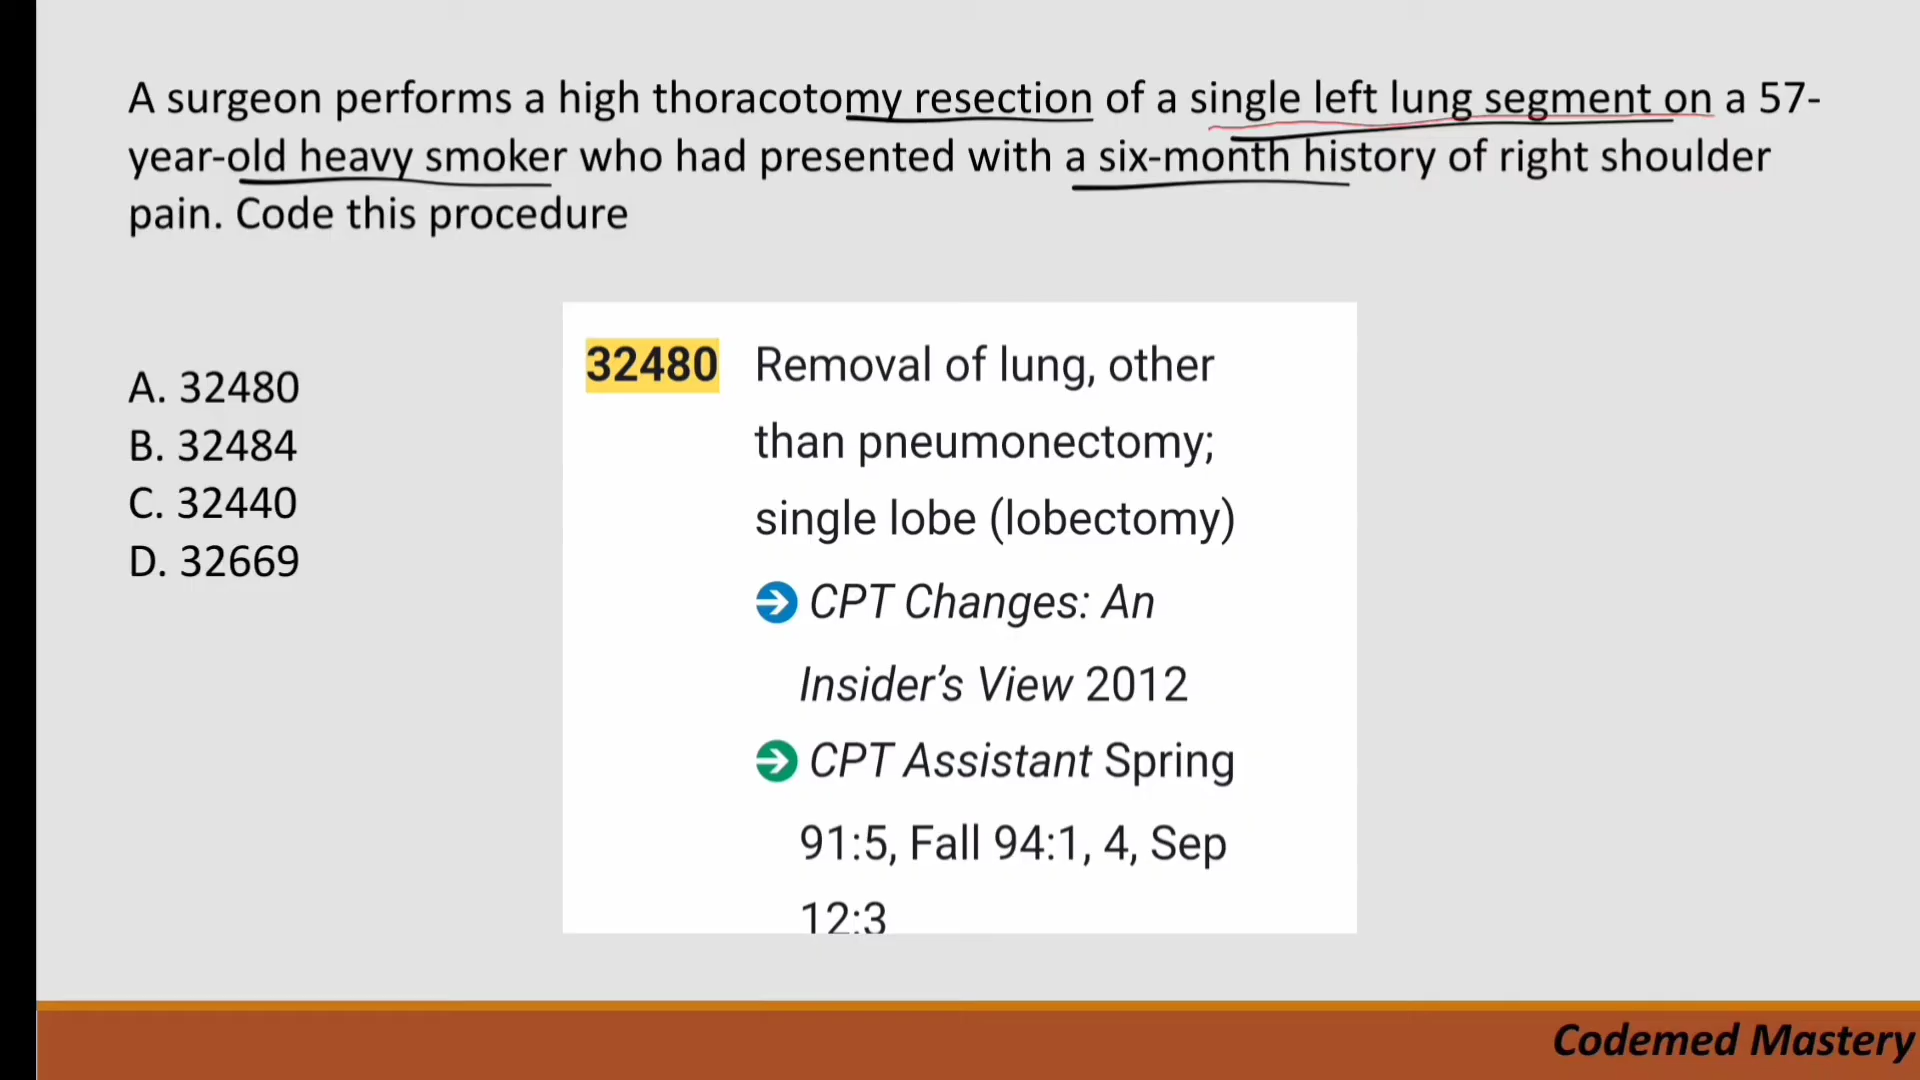 A surgeon performs a high thoracotomy resection of a single left lung segment on a 57-
year-old heavy smoker who had presented with a six-month history of right shoulder
pain. Code this procedure
A. 32480
B. 32484
C. 32440
D. 32669
32480 Removal of lung, other
than pneumonectomy;
single lobe (lobectomy)
CPT Changes: An
Insider's View 2012
CPT Assistant Spring
91:5, Fall 94:1, 4, Sep
12:3
Codemed Mastery